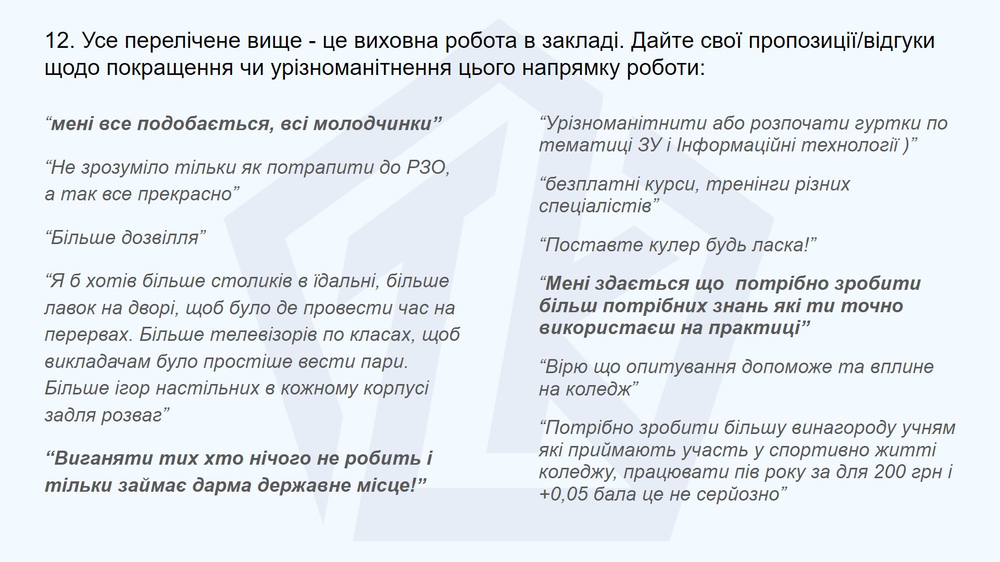 12. Усе перелічене вище - це виховна робота в закладі. Дайте свої пропозиції/відгуки
щодо покращення чи урізноманітнення цього напрямку роботи:
“мені все подобається, всі молодчинки”
“Не зрозуміло тільки як потрапити до РЗО,
а так все прекрасно”
“Більше дозвілля”
“Я б хотів більше столиків в їдальні, більше
лавок на дворі, щоб було де провести час на
перервах. Більше телевізорів по класах, щоб
викладачам було простіше вести пари.
Більше ігор настільних в кожному корпусі
задля розваг”
“Виганяти тих хто нічого не робить і
тільки займає дарма державне місце!”
“Урізноманітнити або розпочати гуртки по
тематиці ЗУ і Інформаційні технології )”
“безплатні курси, тренінги різних
спеціалістів”
“Поставте кулер будь ласка!”
“Мені здається що  потрібно зробити
більш потрібних знань які ти точно
використаєш на практиці”
“Вірю що опитування допоможе та вплине
на коледж”
“Потрібно зробити більшу винагороду учням
які приймають участь у спортивно житті
коледжу, працювати пів року за для 200 грн і
+0,05 бала це не серйозно”